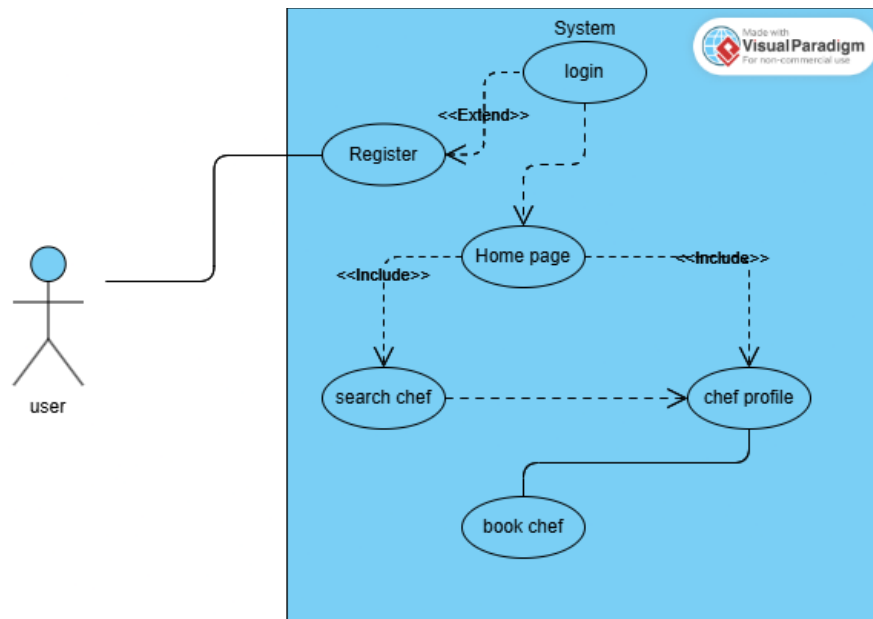 System
Made with
Visual Paradigm
For non-commercial use
login
<<Extend>>
Register
Home page
<<Include>>
<<Include>>
search chef
chef profile
user
book chef